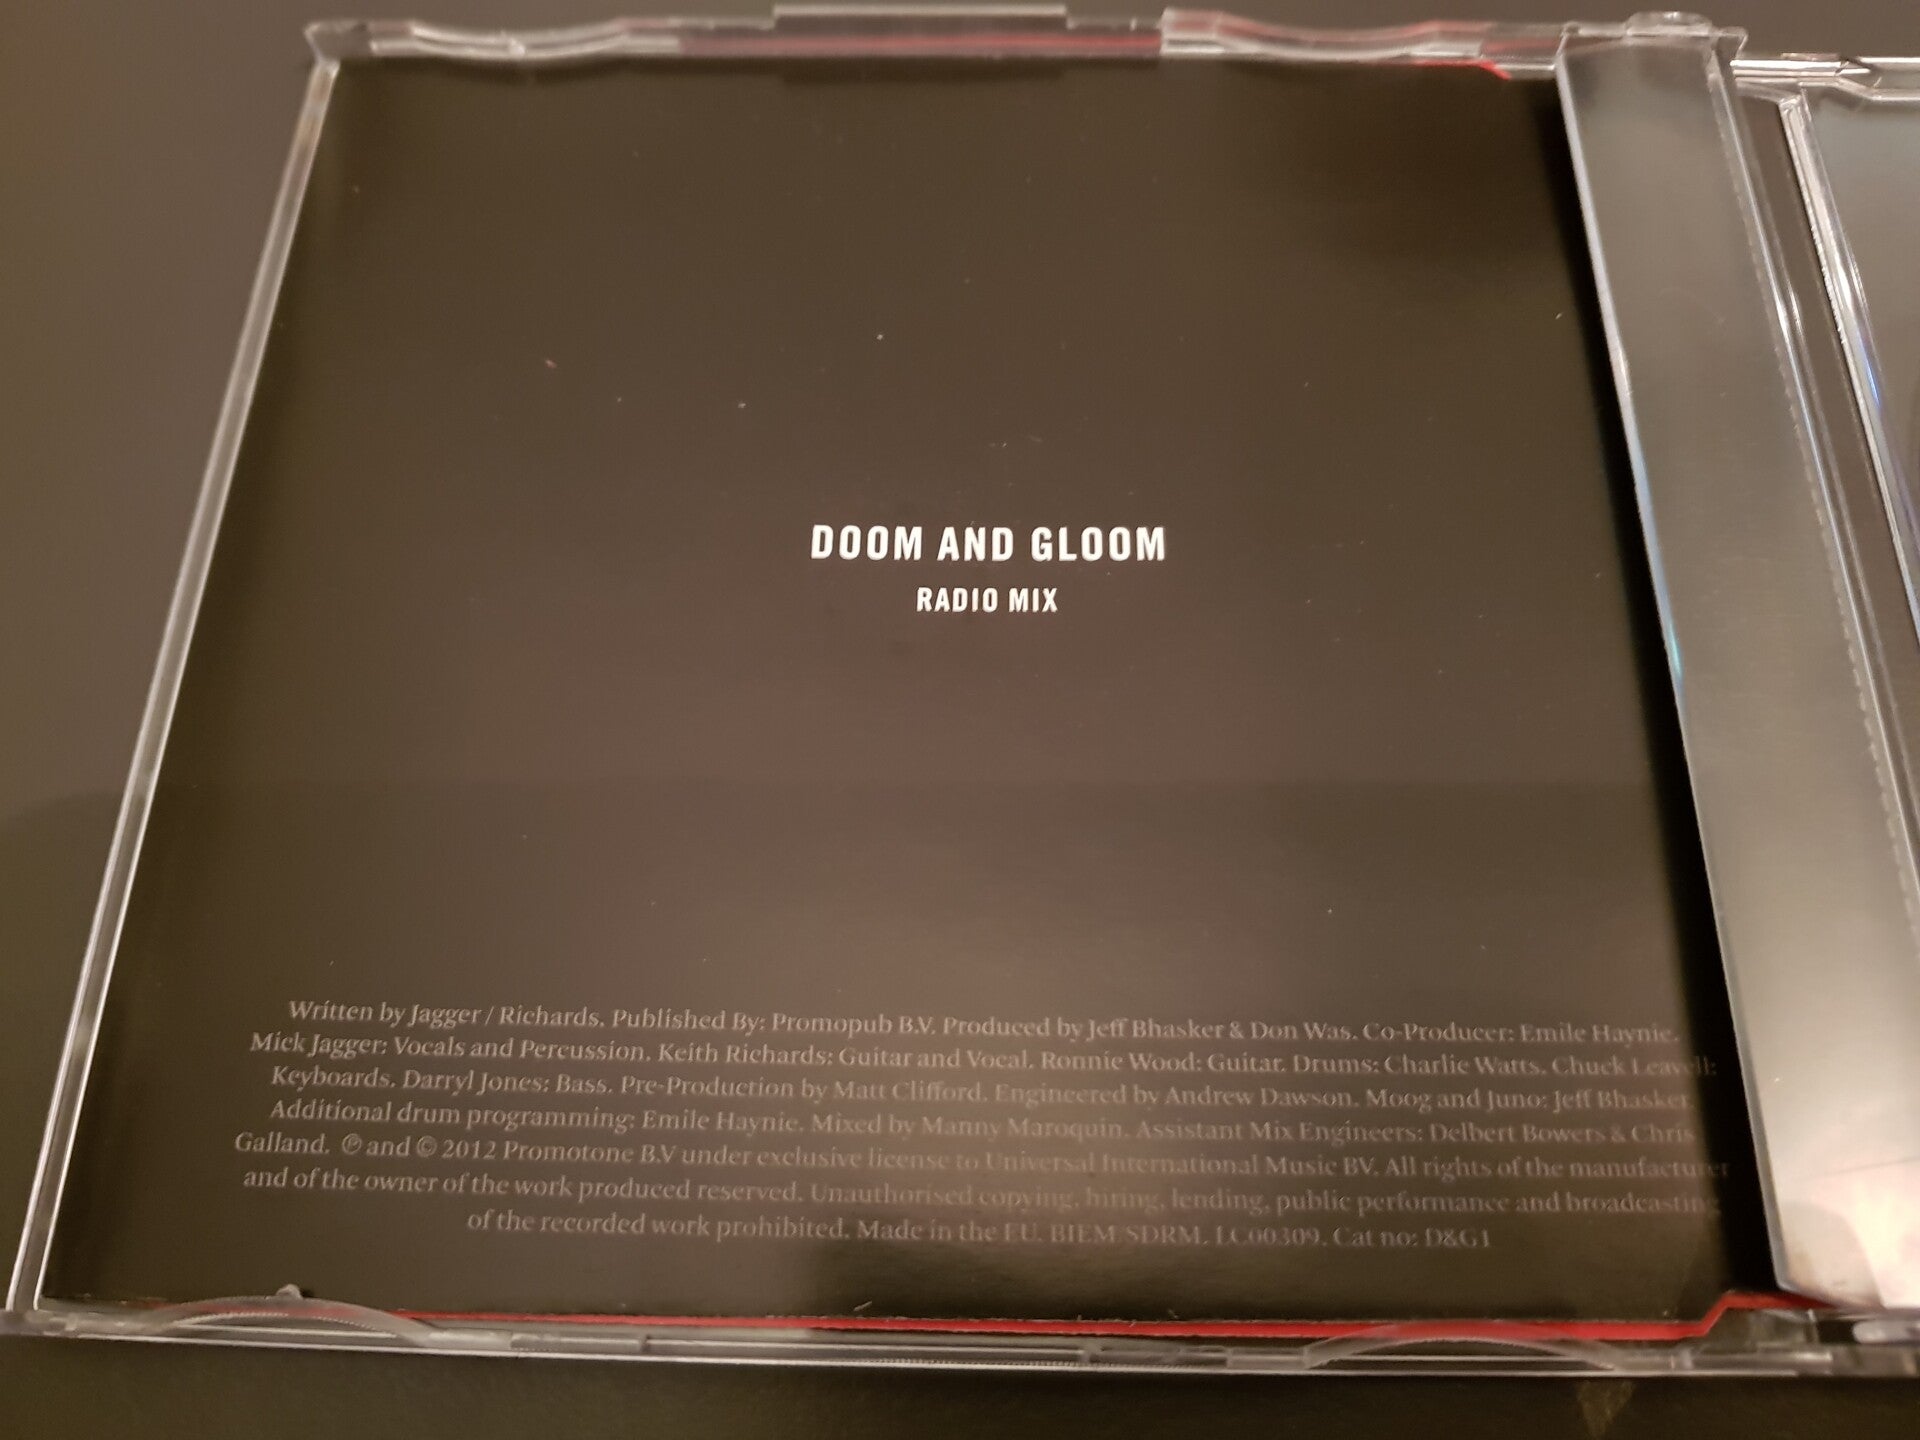 DOOM AND GLOOM
RADIO MIX
Written by Jagger / Richards. Published By: Promopub B.V. Produced by Jeff Bhasker & Don Was. Co-Producer: Emile Haynie.
Mick Jagger: Vocals and Percussion. Keith Richards: Guitar and Vocal. Ronnie Wood: Guitar. Drums: Charlie Watts. Chuck Leavell:
Keyboards. Darryl Jones: Bass. Pre-Production by Matt Clifford. Engineered by Andrew Dawson. Moog and Juno: Jeff Bhasker.
Additional drum programming: Emile Haynie. Mixed by Manny Maroquin. Assistant Mix Engineers: Delbert Bowers & Chris
Galland. ℗ and © 2012 Promotone B.V under exclusive license to Universal International Music BV. All rights of the manufacturer
and of the owner of the work produced reserved. Unauthorised copying, hiring, lending, public performance and broadcasting
of the recorded work prohibited. Made in the EU. BIEM/SDRM. LC00309. Cat no: D&G1